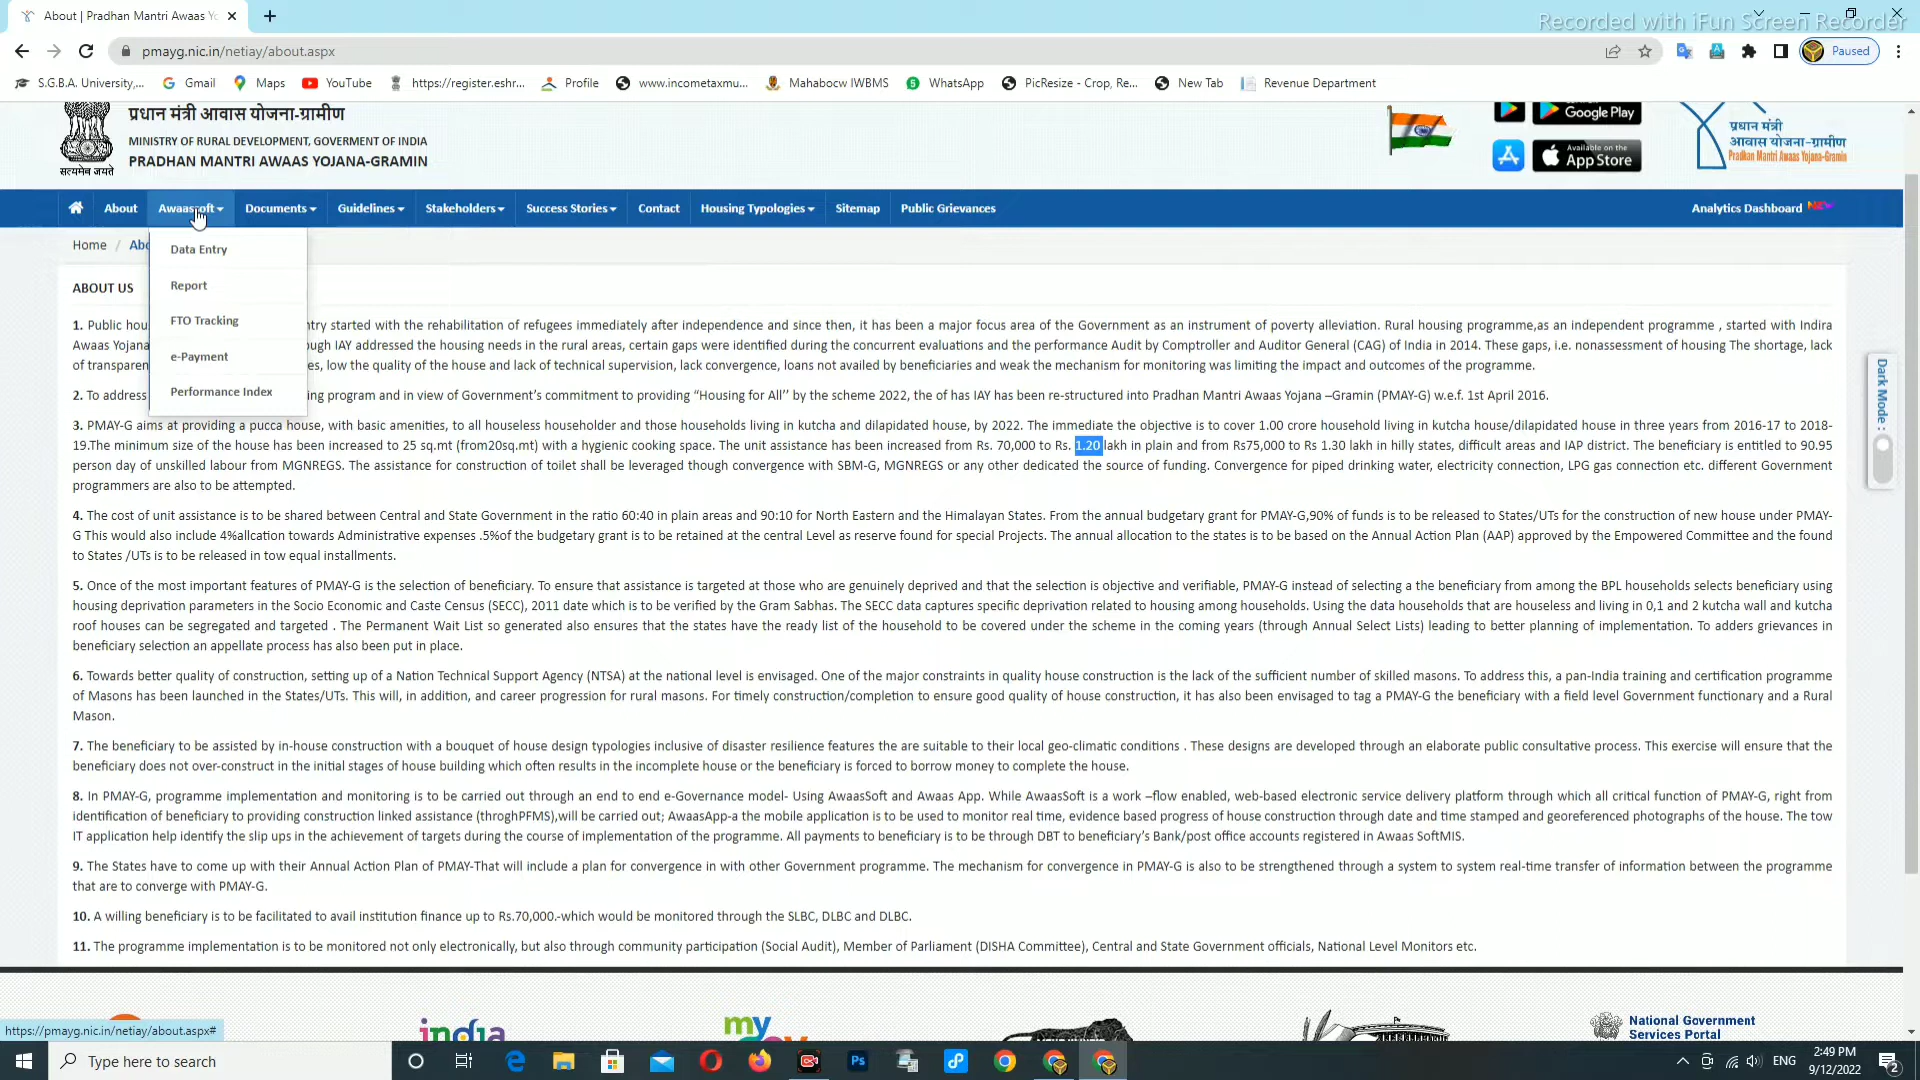 About | Pradhan Mantri Awaas Yo
Recorded with iFun Screen Recorder
pmayg.nic.in/netiay/about.aspx
Paused
S.G.B.A. University,... Gmail Maps YouTube https://register.eshr... Profile www.incometaxmu... Mahabocw IWBMS WhatsApp PicResize - Crop, Re... New Tab Revenue Department
प्रधान मंत्री आवास योजना-ग्रामीण
MINISTRY OF RURAL DEVELOPMENT, GOVERMENT OF INDIA
PRADHAN MANTRI AWAAS YOJANA-GRAMIN
सत्यमेव जयते
Google Play
Available on the
App Store
प्रधान मंत्री
आवास योजना-ग्रामीण
Pradhan Mantri Awaas Yojana-Gramin
About Awaassoft Documents Guidelines Stakeholders Success Stories Contact Housing Typologies Sitemap Public Grievances Analytics Dashboard NEW
Home / Abo
Data Entry
Report
FTO Tracking
e-Payment
Performance Index
Dark Mode :
ABOUT US
1. Public hou ntry started with the rehabilitation of refugees immediately after independence and since then, it has been a major focus area of the Government as an instrument of poverty alleviation. Rural housing programme,as an independent programme , started with Indira
Awaas Yojana ugh IAY addressed the housing needs in the rural areas, certain gaps were identified during the concurrent evaluations and the performance Audit by Comptroller and Auditor General (CAG) of India in 2014. These gaps, i.e. nonassessment of housing The shortage, lack
of transparen es, low the quality of the house and lack of technical supervision, lack convergence, loans not availed by beneficiaries and weak the mechanism for monitoring was limiting the impact and outcomes of the programme.
2. To address ng program and in view of Government's commitment to providing “Housing for All” by the scheme 2022, the of has IAY has been re-structured into Pradhan Mantri Awaas Yojana –Gramin (PMAY-G) w.e.f. 1st April 2016.
3. PMAY-G aims at providing a pucca house, with basic amenities, to all houseless householder and those households living in kutcha and dilapidated house, by 2022. The immediate the objective is to cover 1.00 crore household living in kutcha house/dilapidated house in three years from 2016-17 to 2018-
19.The minimum size of the house has been increased to 25 sq.mt (from20sq.mt) with a hygienic cooking space. The unit assistance has been increased from Rs. 70,000 to Rs. 1.20 lakh in plain and from Rs75,000 to Rs 1.30 lakh in hilly states, difficult areas and IAP district. The beneficiary is entitled to 90.95
person day of unskilled labour from MGNREGS. The assistance for construction of toilet shall be leveraged though convergence with SBM-G, MGNREGS or any other dedicated the source of funding. Convergence for piped drinking water, electricity connection, LPG gas connection etc. different Government
programmers are also to be attempted.
4. The cost of unit assistance is to be shared between Central and State Government in the ratio 60:40 in plain areas and 90:10 for North Eastern and the Himalayan States. From the annual budgetary grant for PMAY-G,90% of funds is to be released to States/UTs for the construction of new house under PMAY-
G This would also include 4%allcation towards Administrative expenses .5%of the budgetary grant is to be retained at the central Level as reserve found for special Projects. The annual allocation to the states is to be based on the Annual Action Plan (AAP) approved by the Empowered Committee and the found
to States /UTs is to be released in tow equal installments.
5. Once of the most important features of PMAY-G is the selection of beneficiary. To ensure that assistance is targeted at those who are genuinely deprived and that the selection is objective and verifiable, PMAY-G instead of selecting a the beneficiary from among the BPL households selects beneficiary using
housing deprivation parameters in the Socio Economic and Caste Census (SECC), 2011 date which is to be verified by the Gram Sabhas. The SECC data captures specific deprivation related to housing among households. Using the data households that are houseless and living in 0,1 and 2 kutcha wall and kutcha
roof houses can be segregated and targeted . The Permanent Wait List so generated also ensures that the states have the ready list of the household to be covered under the scheme in the coming years (through Annual Select Lists) leading to better planning of implementation. To adders grievances in
beneficiary selection an appellate process has also been put in place.
6. Towards better quality of construction, setting up of a Nation Technical Support Agency (NTSA) at the national level is envisaged. One of the major constraints in quality house construction is the lack of the sufficient number of skilled masons. To address this, a pan-India training and certification programme
of Masons has been launched in the States/UTs. This will, in addition, and career progression for rural masons. For timely construction/completion to ensure good quality of house construction, it has also been envisaged to tag a PMAY-G the beneficiary with a field level Government functionary and a Rural
Mason.
7. The beneficiary to be assisted by in-house construction with a bouquet of house design typologies inclusive of disaster resilience features the are suitable to their local geo-climatic conditions . These designs are developed through an elaborate public consultative process. This exercise will ensure that the
beneficiary does not over-construct in the initial stages of house building which often results in the incomplete house or the beneficiary is forced to borrow money to complete the house.
8. In PMAY-G, programme implementation and monitoring is to be carried out through an end to end e-Governance model- Using AwaasSoft and Awaas App. While AwaasSoft is a work –flow enabled, web-based electronic service delivery platform through which all critical function of PMAY-G, right from
identification of beneficiary to providing construction linked assistance (throghPFMS),will be carried out; AwaasApp-a the mobile application is to be used to monitor real time, evidence based progress of house construction through date and time stamped and georeferenced photographs of the house. The tow
IT application help identify the slip ups in the achievement of targets during the course of implementation of the programme. All payments to beneficiary is to be through DBT to beneficiary's Bank/post office accounts registered in Awaas SoftMIS.
9. The States have to come up with their Annual Action Plan of PMAY-That will include a plan for convergence in with other Government programme. The mechanism for convergence in PMAY-G is also to be strengthened through a system to system real-time transfer of information between the programme
that are to converge with PMAY-G.
10. A willing beneficiary is to be facilitated to avail institution finance up to Rs.70,000.-which would be monitored through the SLBC, DLBC and DLBC.
11. The programme implementation is to be monitored not only electronically, but also through community participation (Social Audit), Member of Parliament (DISHA Committee), Central and State Government officials, National Level Monitors etc.
https://pmayg.nic.in/netiay/about.aspx#
india
my
National Government
Services Portal
Type here to search
Ps
ENG
2:49 PM
9/12/2022
2